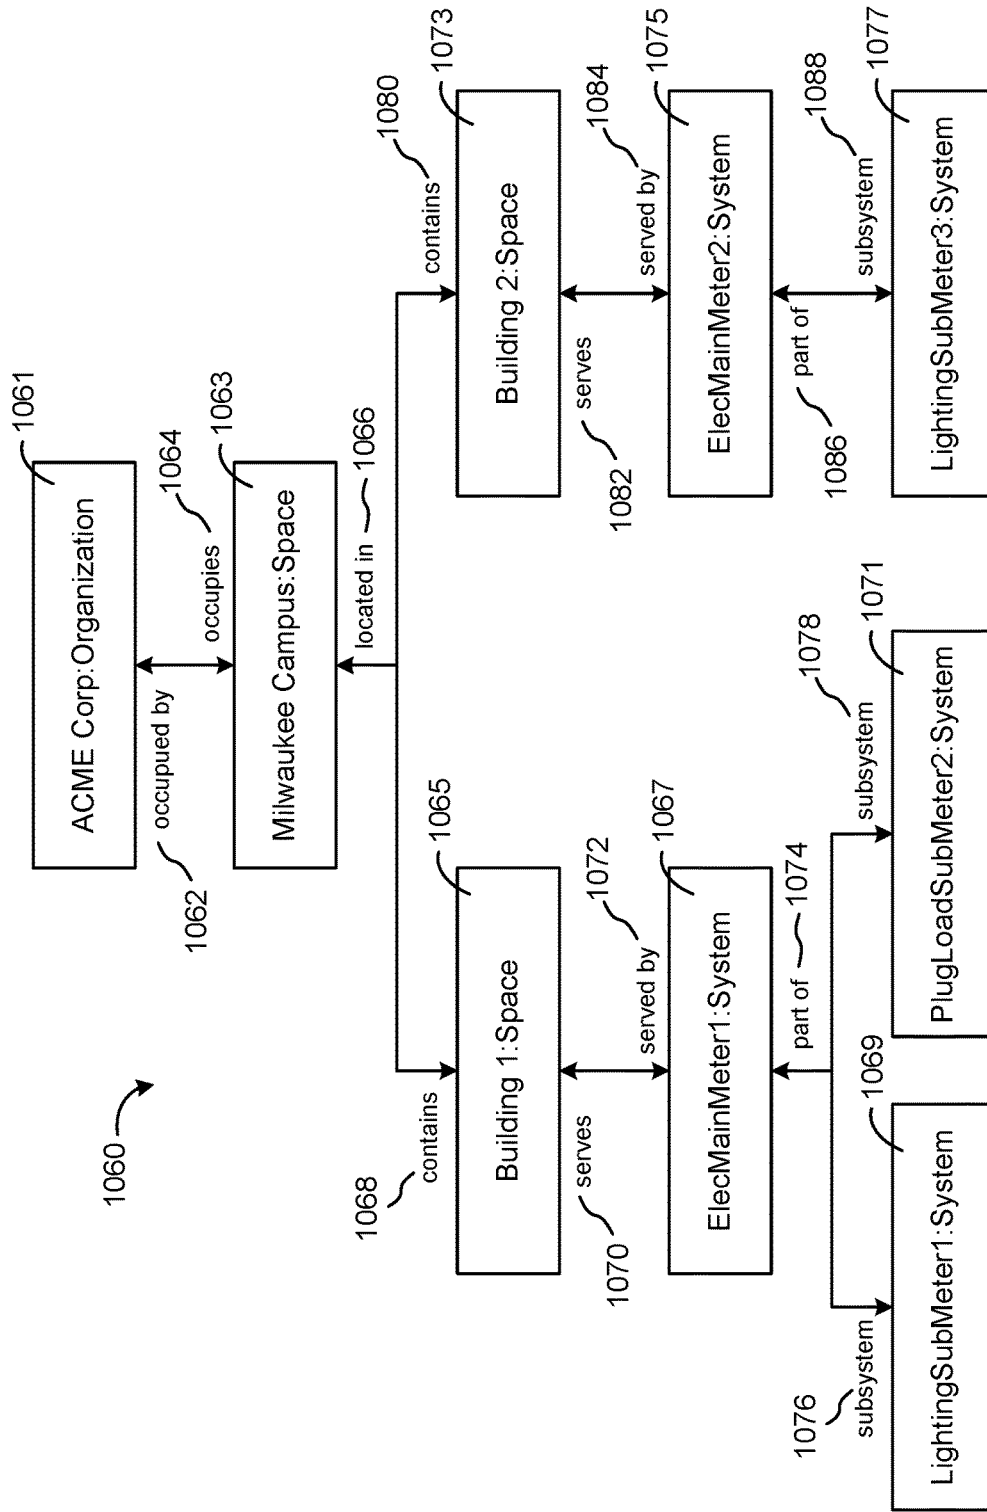 1060
ACME Corp:Organization
1061
occupued by
1062
occupies
1064
Milwaukee Campus:Space
1063
located in
1066
contains
1068
contains
1080
Building 1:Space
1065
Building 2:Space
1073
serves
1070
served by
1072
serves
1082
served by
1084
ElecMainMeter1:System
1067
ElecMainMeter2:System
1075
part of
1074
part of
1086
subsystem
1076
subsystem
1078
subsystem
1088
LightingSubMeter1:System
1069
PlugLoadSubMeter2:System
1071
LightingSubMeter3:System
1077